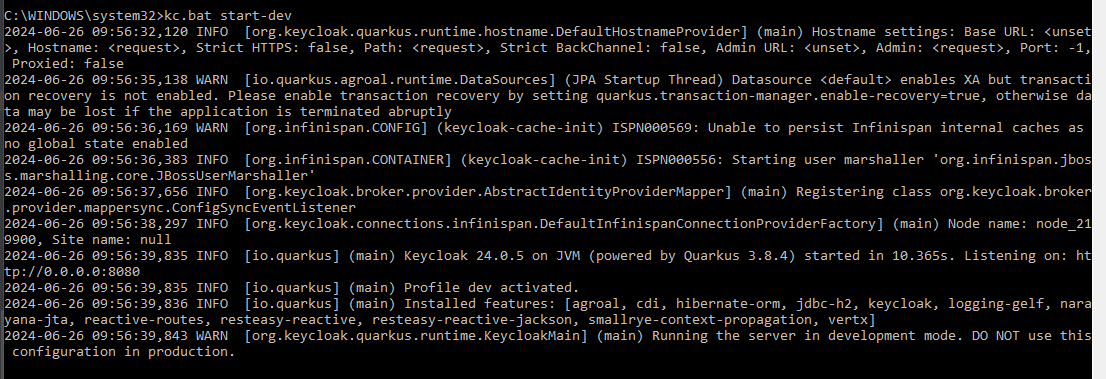 C:\WINDOWS\system32>kc.bat start-dev
2024-06-26 09:56:32,120 INFO  [org.keycloak.quarkus.runtime.hostname.DefaultHostnameProvider] (main) Hostname settings: Base URL: <unset
>, Hostname: <request>, Strict HTTPS: false, Path: <request>, Strict BackChannel: false, Admin URL: <unset>, Admin: <request>, Port: -1,
 Proxied: false
2024-06-26 09:56:35,138 WARN  [io.quarkus.agroal.runtime.DataSources] (JPA Startup Thread) Datasource <default> enables XA but transacti
on recovery is not enabled. Please enable transaction recovery by setting quarkus.transaction-manager.enable-recovery=true, otherwise da
ta may be lost if the application is terminated abruptly
2024-06-26 09:56:36,169 WARN  [org.infinispan.CONFIG] (keycloak-cache-init) ISPN000569: Unable to persist Infinispan internal caches as
no global state enabled
2024-06-26 09:56:36,383 INFO  [org.infinispan.CONTAINER] (keycloak-cache-init) ISPN000556: Starting user marshaller 'org.infinispan.jbos
s.marshalling.core.JBossUserMarshaller'
2024-06-26 09:56:37,656 INFO  [org.keycloak.broker.provider.AbstractIdentityProviderMapper] (main) Registering class org.keycloak.broker
.provider.mappersync.ConfigSyncEventListener
2024-06-26 09:56:38,297 INFO  [org.keycloak.connections.infinispan.DefaultInfinispanConnectionProviderFactory] (main) Node name: node_21
9900, Site name: null
2024-06-26 09:56:39,835 INFO  [io.quarkus] (main) Keycloak 24.0.5 on JVM (powered by Quarkus 3.8.4) started in 10.365s. Listening on: ht
tp://0.0.0.0:8080
2024-06-26 09:56:39,835 INFO  [io.quarkus] (main) Profile dev activated.
2024-06-26 09:56:39,836 INFO  [io.quarkus] (main) Installed features: [agroal, cdi, hibernate-orm, jdbc-h2, keycloak, logging-gelf, nara
yana-jta, reactive-routes, resteasy-reactive, resteasy-reactive-jackson, smallrye-context-propagation, vertx]
2024-06-26 09:56:39,843 WARN  [org.keycloak.quarkus.runtime.KeycloakMain] (main) Running the server in development mode. DO NOT use this
 configuration in production.